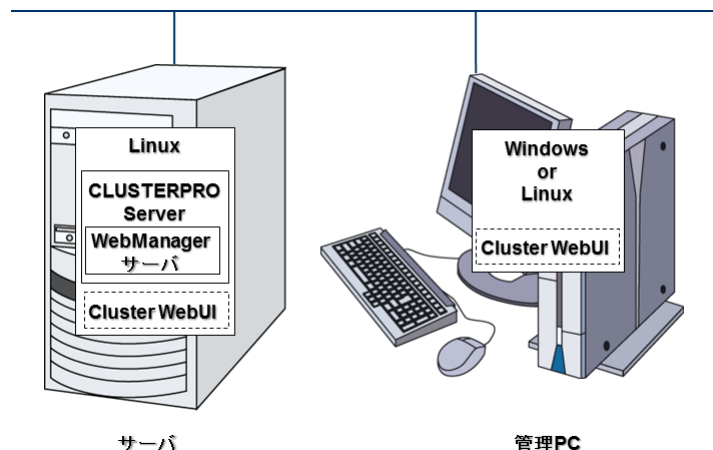 Linux
CLUSTERPRO
Server
WebManager
サーバ
Cluster WebUI
Windows
or
Linux
Cluster WebUI
サーバ
管理PC